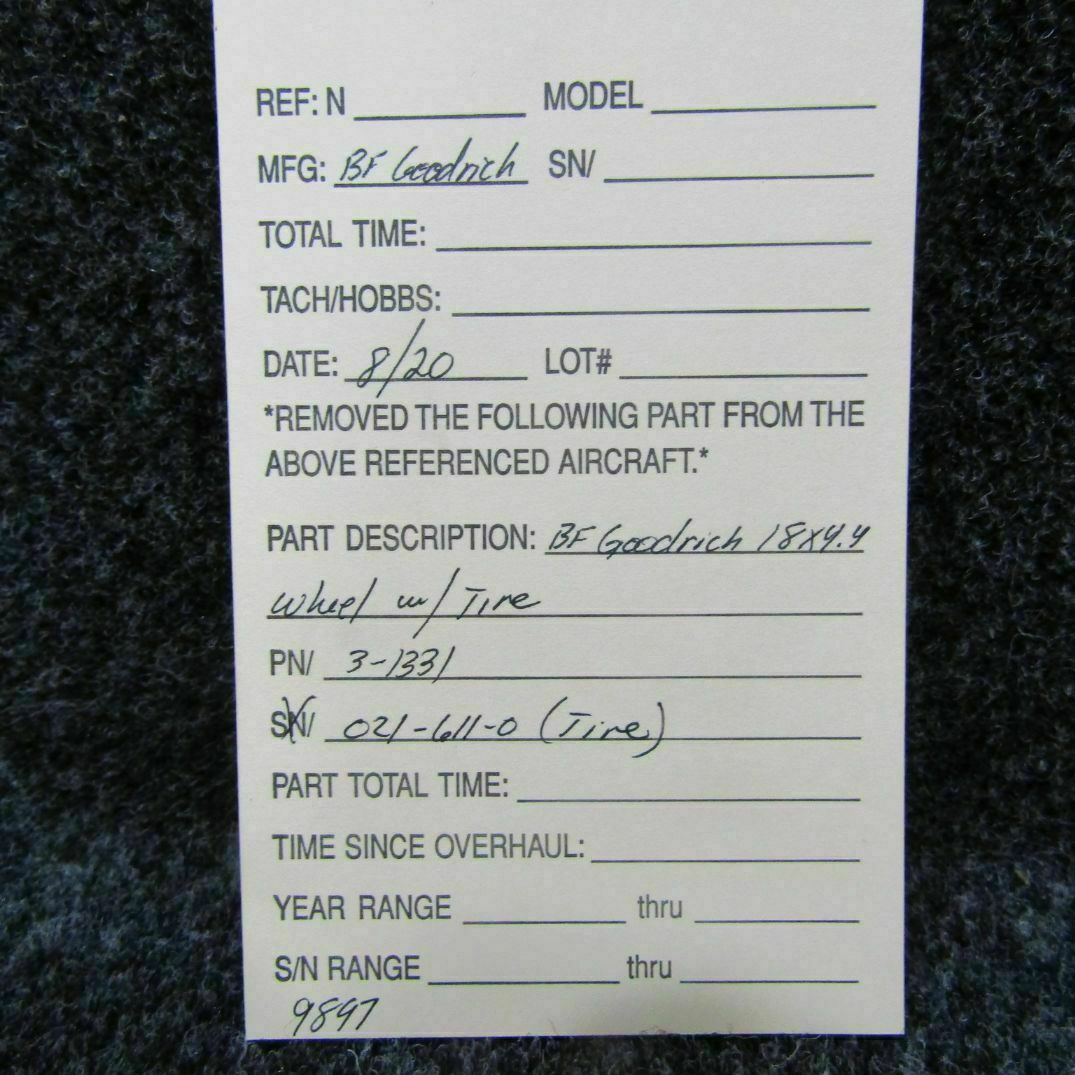 REF: N MODEL
MFG: BF Goodrich SN/
TOTAL TIME:
TACH/HOBBS:
DATE: 8/20 LOT#
*REMOVED THE FOLLOWING PART FROM THE
ABOVE REFERENCED AIRCRAFT.*
PART DESCRIPTION: BF Goodrich 18x4.4
wheel w/ Tire
PN/ 3-1331
SN/ 021-611-0 (Tire)
PART TOTAL TIME:
TIME SINCE OVERHAUL:
YEAR RANGE thru
S/N RANGE thru
9897